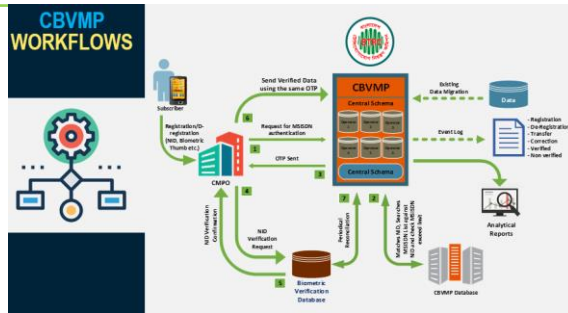 CBVMP
WORKFLOWS
Subscriber
Registration/D-
registration
(NID, Biometric
Thumb etc.)
CMPO
Send Verified Data
using the same OTP
6
Request for MSISDN
authentication
1
OTP Sent
3
CBVMP
Central Schema
Central Schema
Existing
Data Migration
Data
Event Log
- Registration
- De-Registration
- Transfer
- Correction
- Verified
- Non verified
Analytical
Reports
4
NID Verification
Confirmation
NID
Verification
Request
5
Biometric
Verification
Database
7
Periodical
Reconciliation
2
Matches NID, Searches
MSISDN List against
NID and check MSISDN
exceed limit
CBVMP Database